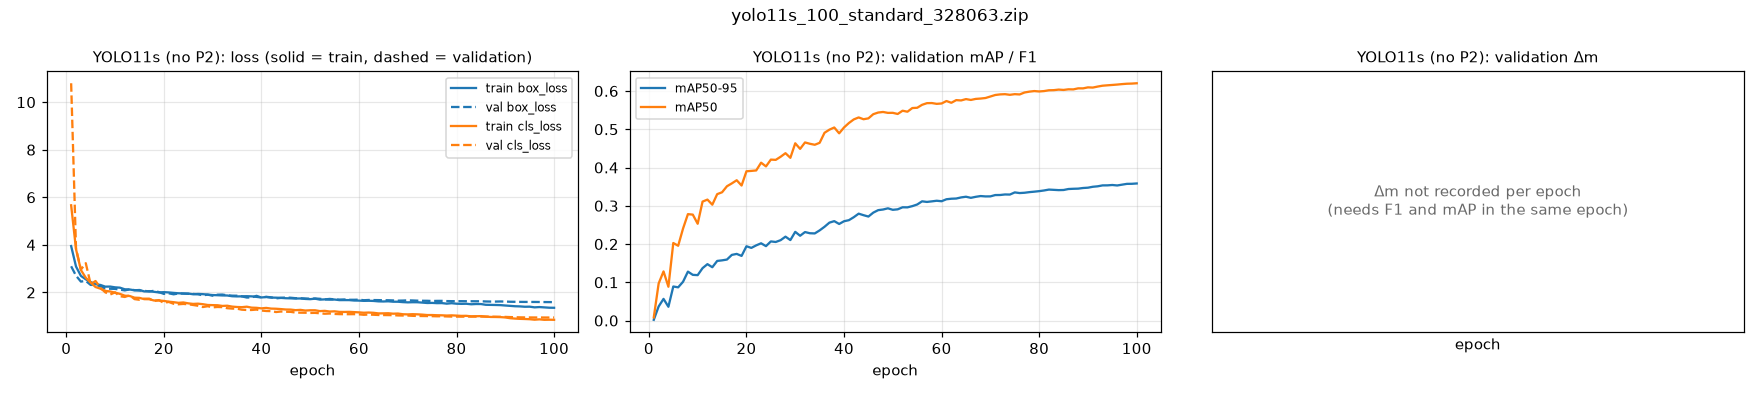 yolo11s_100_standard_328063.zip
YOLO11s (no P2): loss (solid = train, dashed = validation)
train box_loss
val box_loss
train cls_loss
val cls_loss
10
8
6
4
2
0 20 40 60 80 100
epoch
YOLO11s (no P2): validation mAP / F1
mAP50-95
mAP50
0.6
0.5
0.4
0.3
0.2
0.1
0.0
0 20 40 60 80 100
epoch
YOLO11s (no P2): validation Δm
Δm not recorded per epoch
(needs F1 and mAP in the same epoch)
epoch